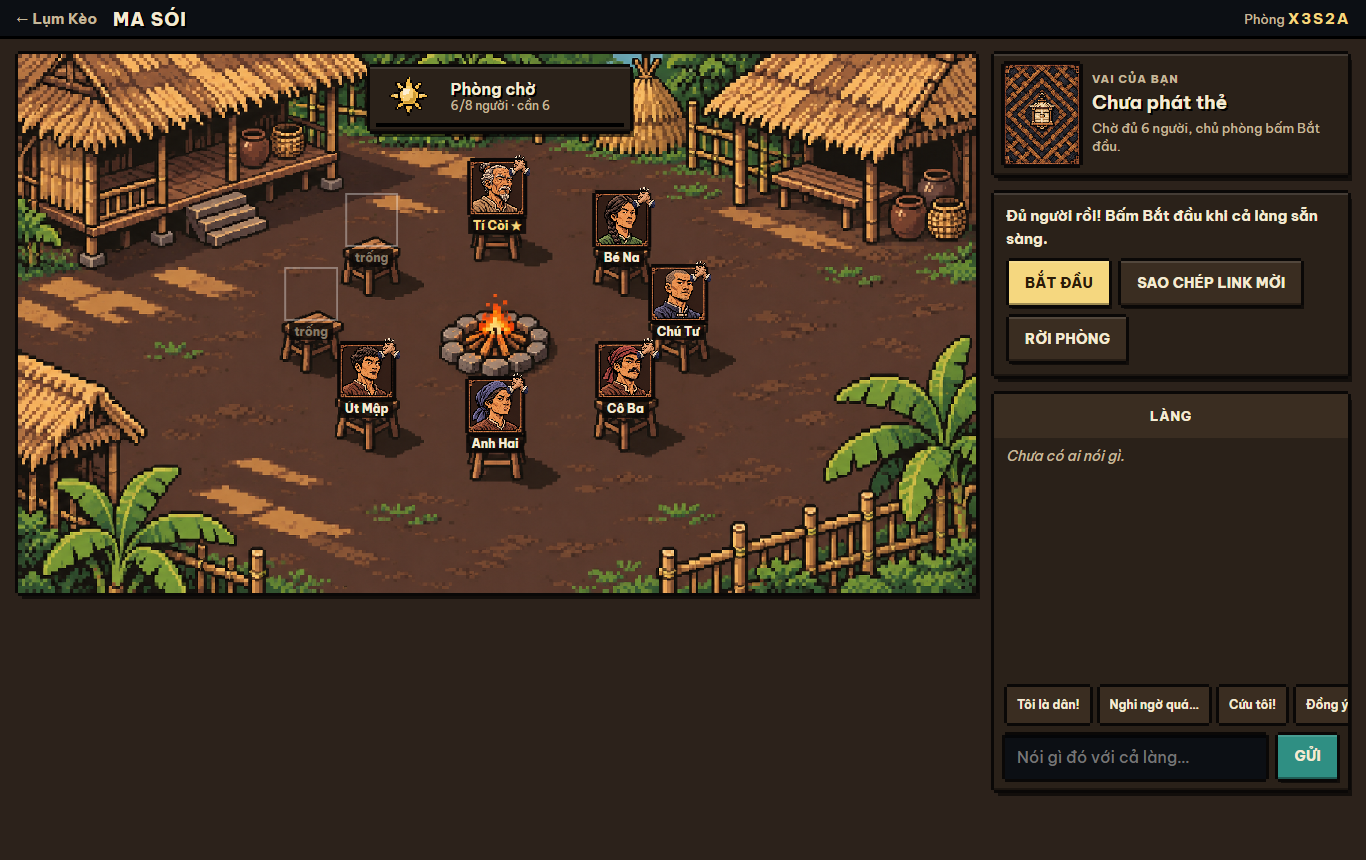 ← Lụm Kèo MA SÓI
Phòng X3S2A
Phòng chờ
6/8 người · cần 6
Tí Còi ★
Bé Na
trống
trống
Chú Tư
Út Mập
Cô Ba
Anh Hai
VAI CỦA BẠN
Chưa phát thẻ
Chờ đủ 6 người, chủ phòng bấm Bắt
đầu.
Đủ người rồi! Bấm Bắt đầu khi cả làng sẵn
sàng.
BẮT ĐẦU
SAO CHÉP LINK MỜI
RỜI PHÒNG
LÀNG
Chưa có ai nói gì.
Tôi là dân!
Nghi ngờ quá...
Cứu tôi!
Đồng ý
Nói gì đó với cả làng...
GỬI